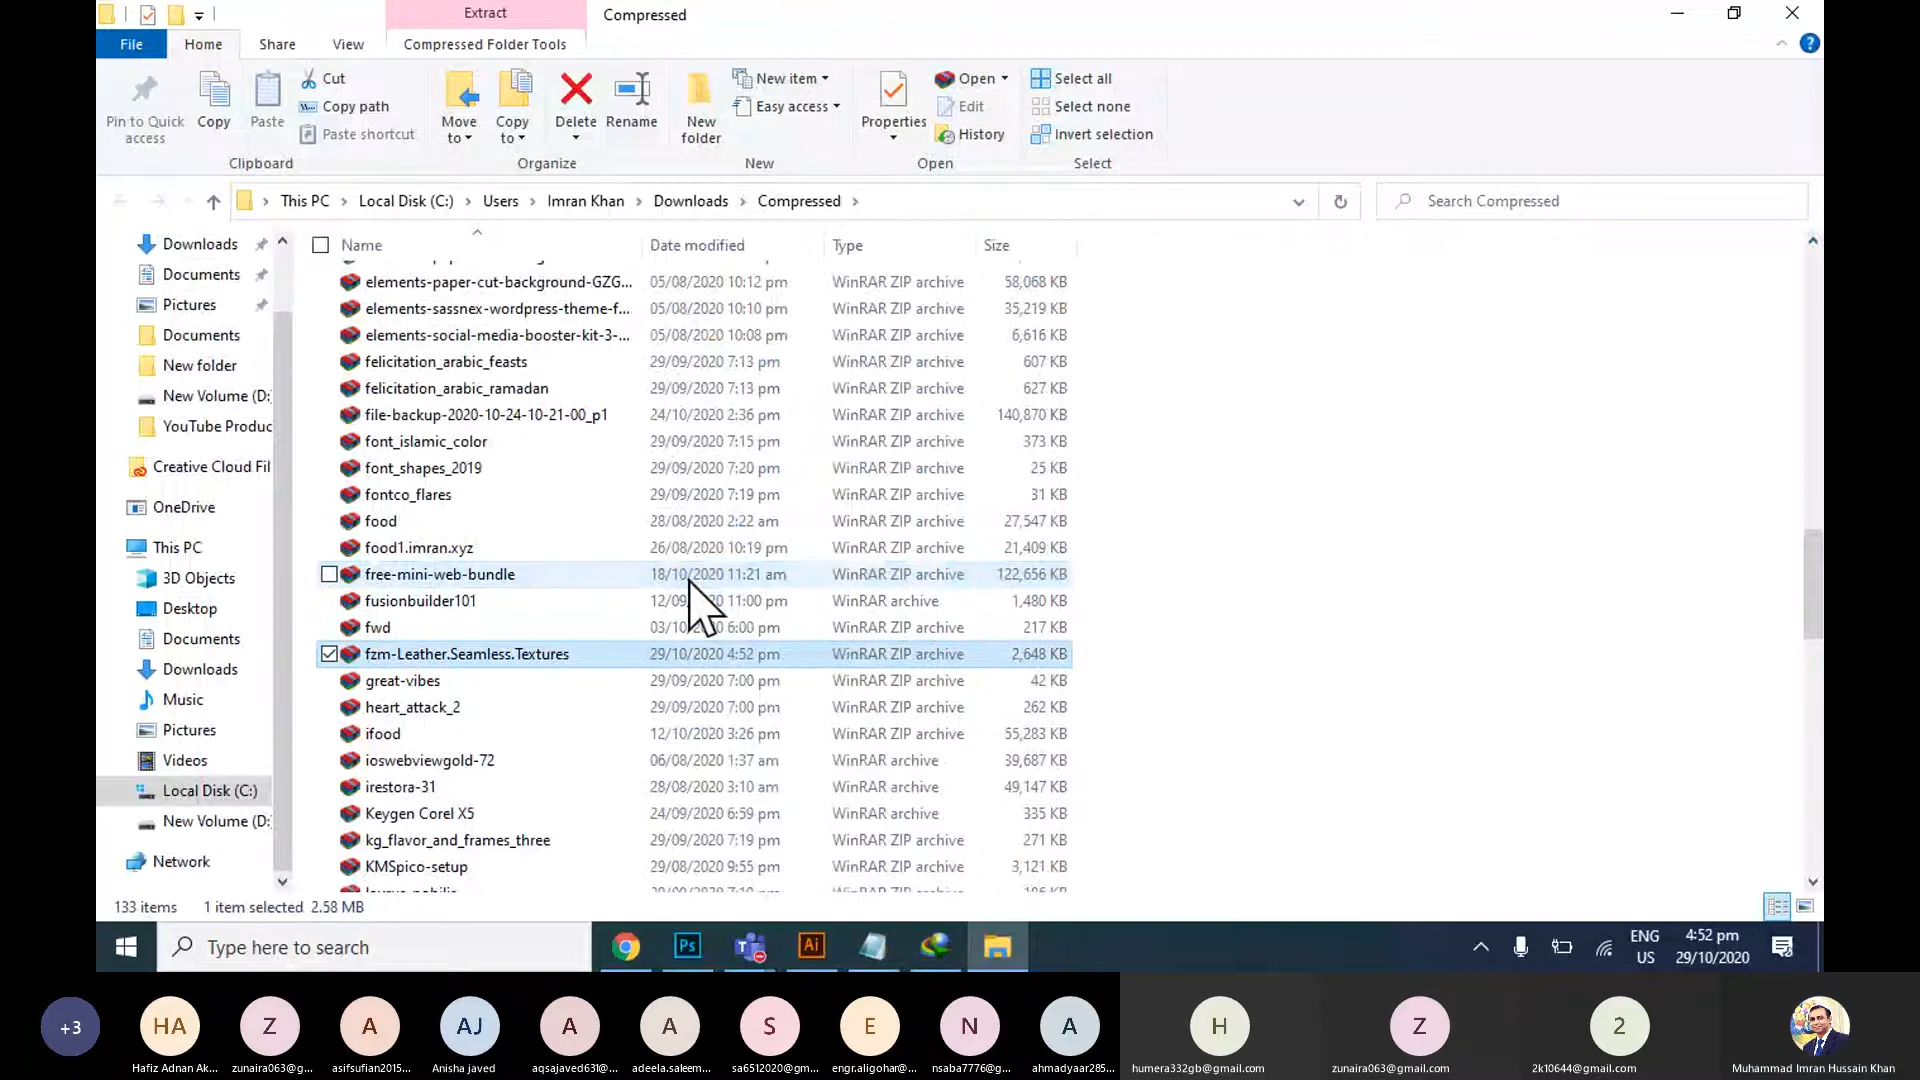 Extract
Compressed
File
Home
Share
View
Compressed Folder Tools
Pin to Quick access
Copy
Paste
Cut
Copy path
Paste shortcut
Clipboard
Move to
Copy to
Delete
Rename
Organize
New folder
New item
Easy access
New
Properties
Open
Edit
History
Open
Select all
Select none
Invert selection
Select
This PC > Local Disk (C:) > Users > Imran Khan > Downloads > Compressed >
Search Compressed
Downloads
Documents
Pictures
Documents
New folder
New Volume (D:
YouTube Produc
Creative Cloud Fil
OneDrive
This PC
3D Objects
Desktop
Documents
Downloads
Music
Pictures
Videos
Local Disk (C:)
New Volume (D:
Network
Name Date modified Type Size
elements-paper-cut-background-GZG... 05/08/2020 10:12 pm WinRAR ZIP archive 58,068 KB
elements-sassnex-wordpress-theme-f... 05/08/2020 10:10 pm WinRAR ZIP archive 35,219 KB
elements-social-media-booster-kit-3-... 05/08/2020 10:08 pm WinRAR ZIP archive 6,616 KB
felicitation_arabic_feasts 29/09/2020 7:13 pm WinRAR ZIP archive 607 KB
felicitation_arabic_ramadan 29/09/2020 7:13 pm WinRAR ZIP archive 627 KB
file-backup-2020-10-24-10-21-00_p1 24/10/2020 2:36 pm WinRAR ZIP archive 140,870 KB
font_islamic_color 29/09/2020 7:15 pm WinRAR ZIP archive 373 KB
font_shapes_2019 29/09/2020 7:20 pm WinRAR ZIP archive 25 KB
fontco_flares 29/09/2020 7:19 pm WinRAR ZIP archive 31 KB
food 28/08/2020 2:22 am WinRAR ZIP archive 27,547 KB
food1.imran.xyz 26/08/2020 10:19 pm WinRAR ZIP archive 21,409 KB
free-mini-web-bundle 18/10/2020 11:21 am WinRAR ZIP archive 122,656 KB
fusionbuilder101 12/09 20 11:00 pm WinRAR archive 1,480 KB
fwd 03/10 20 6:00 pm WinRAR ZIP archive 217 KB
fzm-Leather.Seamless.Textures 29/10/2020 4:52 pm WinRAR ZIP archive 2,648 KB
great-vibes 29/09/2020 7:00 pm WinRAR ZIP archive 42 KB
heart_attack_2 29/09/2020 7:00 pm WinRAR ZIP archive 262 KB
ifood 12/10/2020 3:26 pm WinRAR ZIP archive 55,283 KB
ioswebviewgold-72 06/08/2020 1:37 am WinRAR archive 39,687 KB
irestora-31 28/08/2020 3:10 am WinRAR archive 49,147 KB
Keygen Corel X5 24/09/2020 6:59 pm WinRAR archive 335 KB
kg_flavor_and_frames_three 29/09/2020 7:19 pm WinRAR ZIP archive 271 KB
KMSpico-setup 29/08/2020 9:55 pm WinRAR ZIP archive 3,121 KB
133 items 1 item selected 2.58 MB
Type here to search
Ps
Ai
ENG
US
4:52 pm
29/10/2020
+3
HA
Z
A
AJ
A
A
S
E
N
A
H
Z
2
Hafiz Adnan Ak...
zunaira063@g...
asifsufian2015...
Anisha javed
aqsajaved631@...
adeela.saleem...
sa6512020@gm...
engr.aligohar@...
nsaba7776@g...
ahmadyaar285...
humera332gb@gmail.com
zunaira063@gmail.com
2k10644@gmail.com
Muhammad Imran Hussain Khan